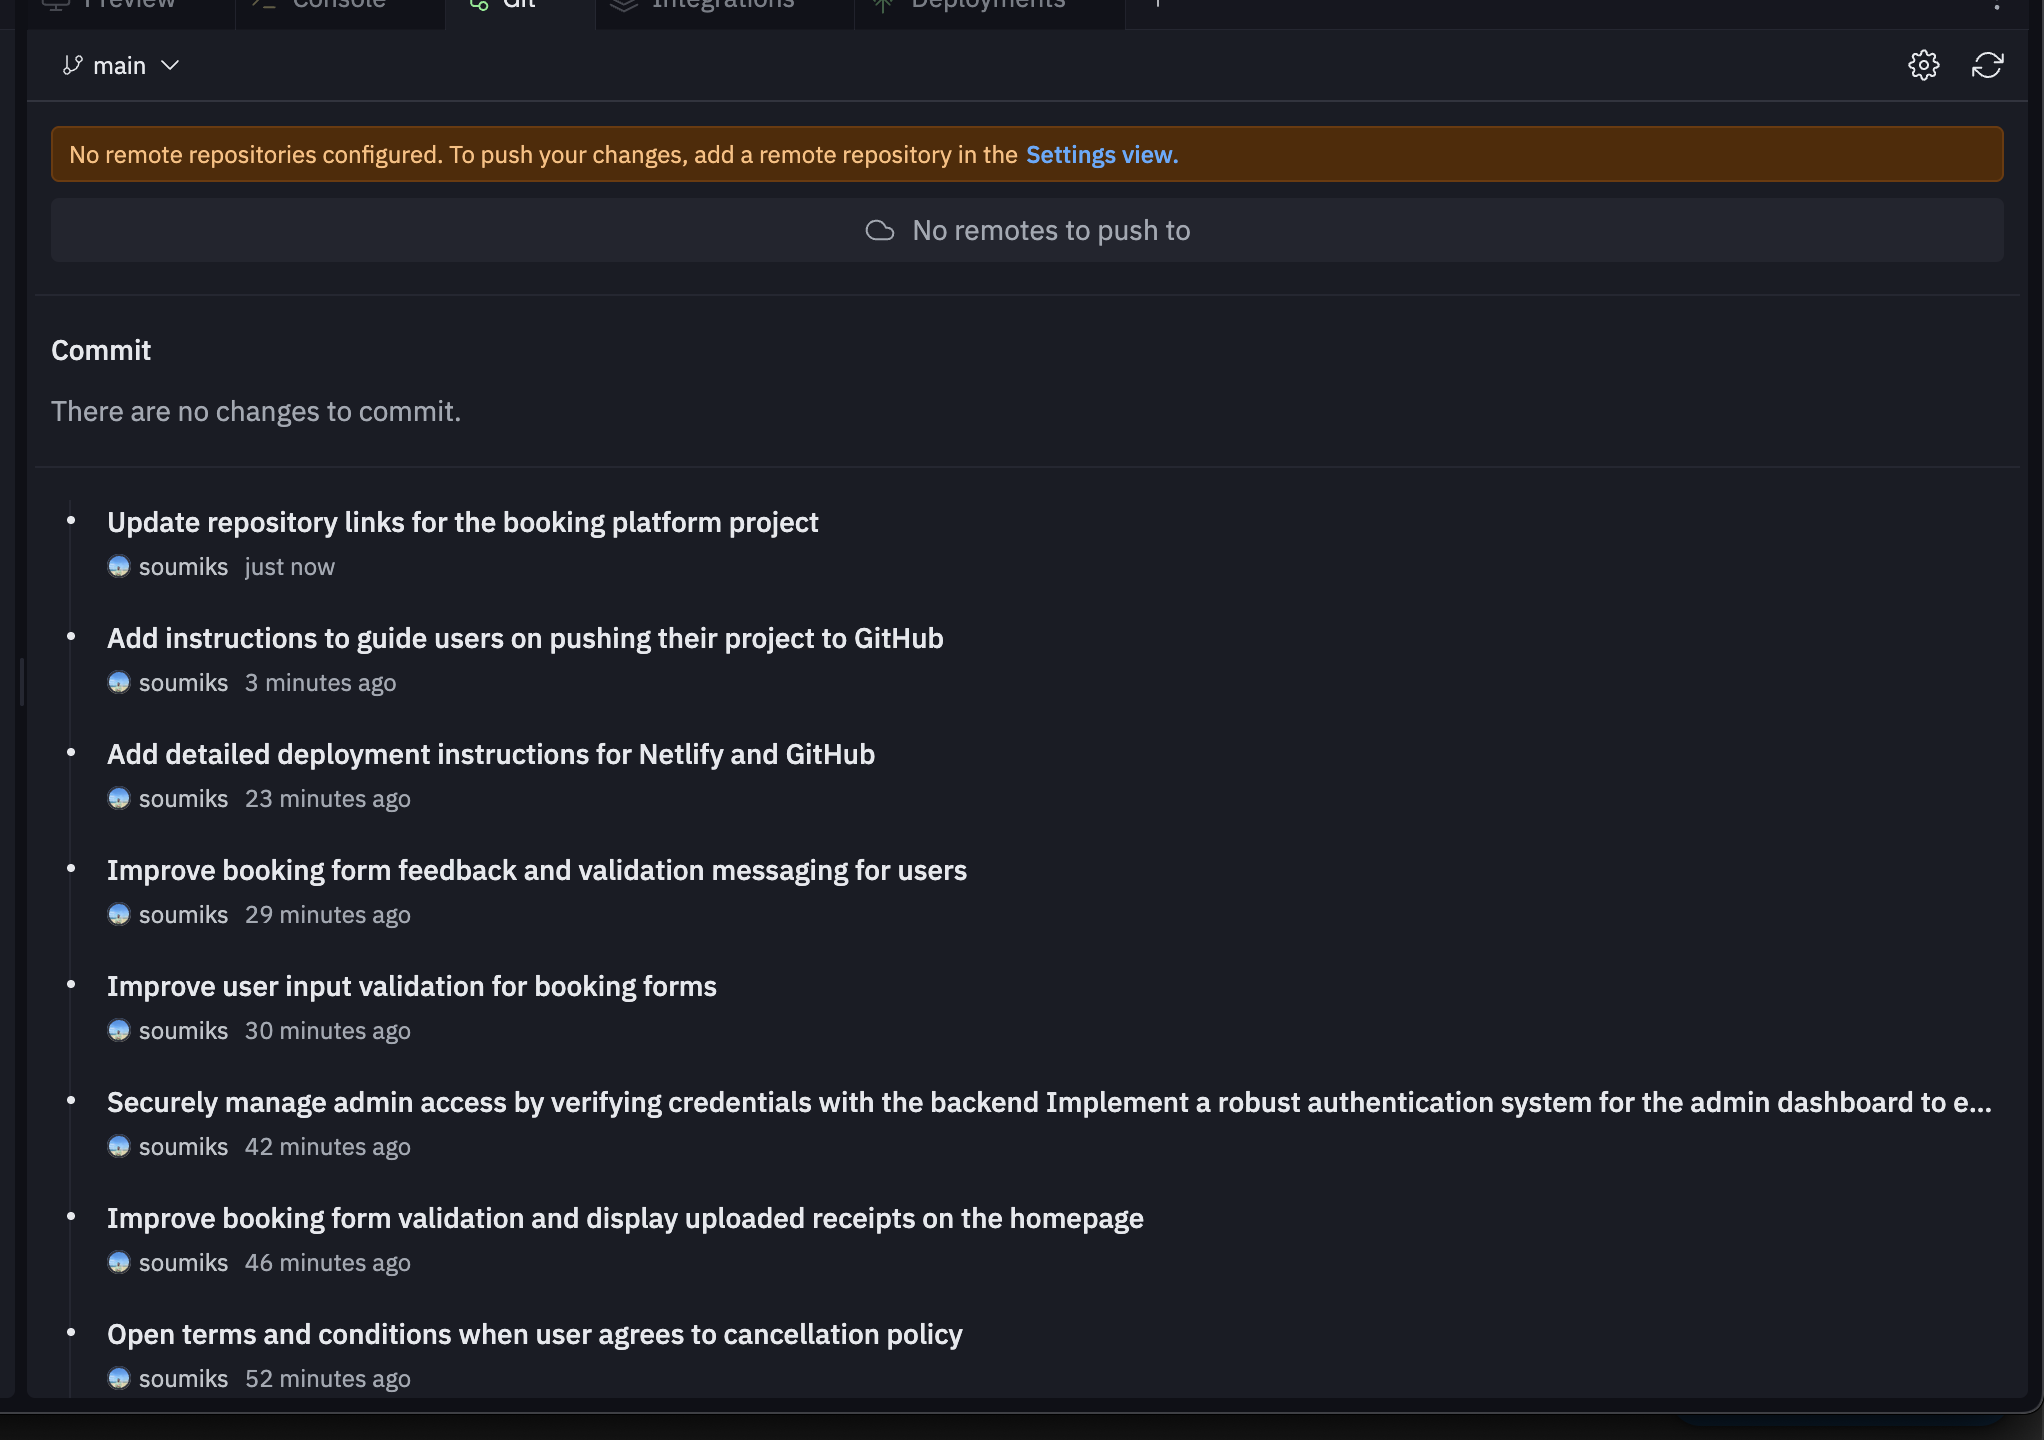 Preview Console Git Integrations Deployments
main
No remote repositories configured. To push your changes, add a remote repository in the Settings view.
No remotes to push to
Commit
There are no changes to commit.
Update repository links for the booking platform project
soumiks just now
Add instructions to guide users on pushing their project to GitHub
soumiks 3 minutes ago
Add detailed deployment instructions for Netlify and GitHub
soumiks 23 minutes ago
Improve booking form feedback and validation messaging for users
soumiks 29 minutes ago
Improve user input validation for booking forms
soumiks 30 minutes ago
Securely manage admin access by verifying credentials with the backend Implement a robust authentication system for the admin dashboard to e...
soumiks 42 minutes ago
Improve booking form validation and display uploaded receipts on the homepage
soumiks 46 minutes ago
Open terms and conditions when user agrees to cancellation policy
soumiks 52 minutes ago